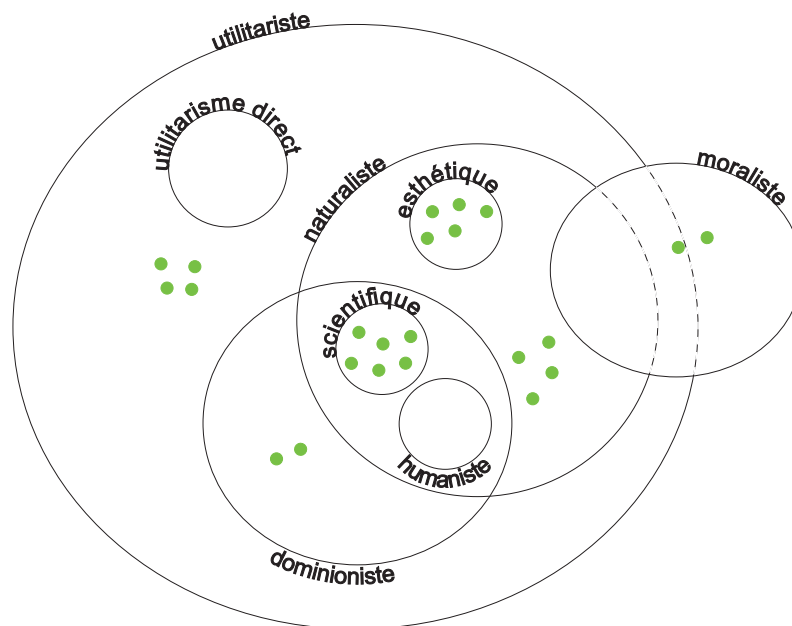 utilitariste
utilitarisme direct
moraliste
naturaliste
esthétique
scientifique
humaniste
dominioniste